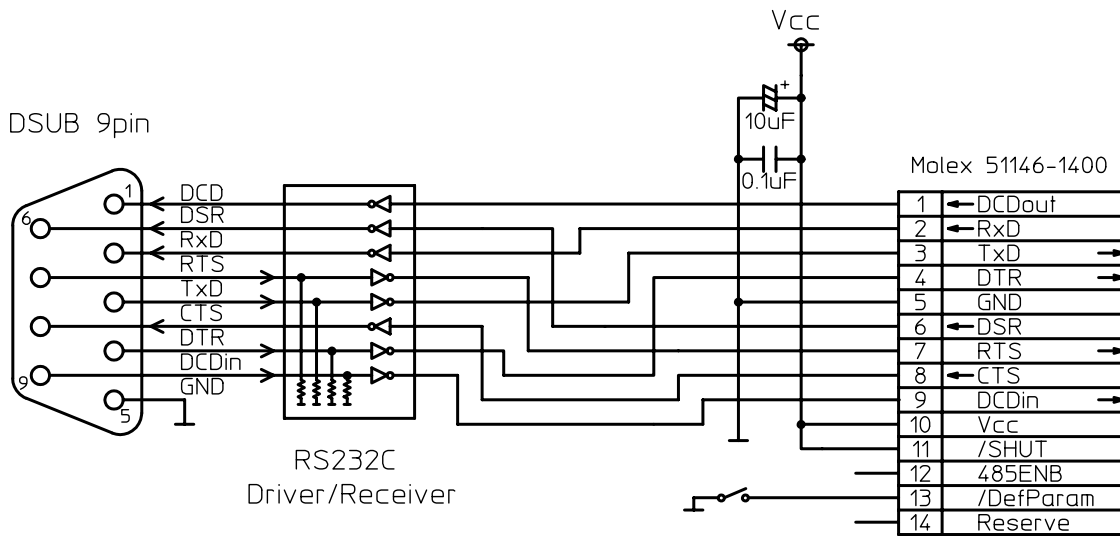 Vcc
+
10uF
0.1uF
DSUB 9pin
Molex 51146-1400
1
6
9
5
DCD
DSR
RxD
RTS
TxD
CTS
DTR
DCDin
GND
RS232C
Driver/Receiver
1 DCDout
2 RxD
3 TxD
4 DTR
5 GND
6 DSR
7 RTS
8 CTS
9 DCDin
10 Vcc
11 /SHUT
12 485ENB
13 /DefParam
14 Reserve